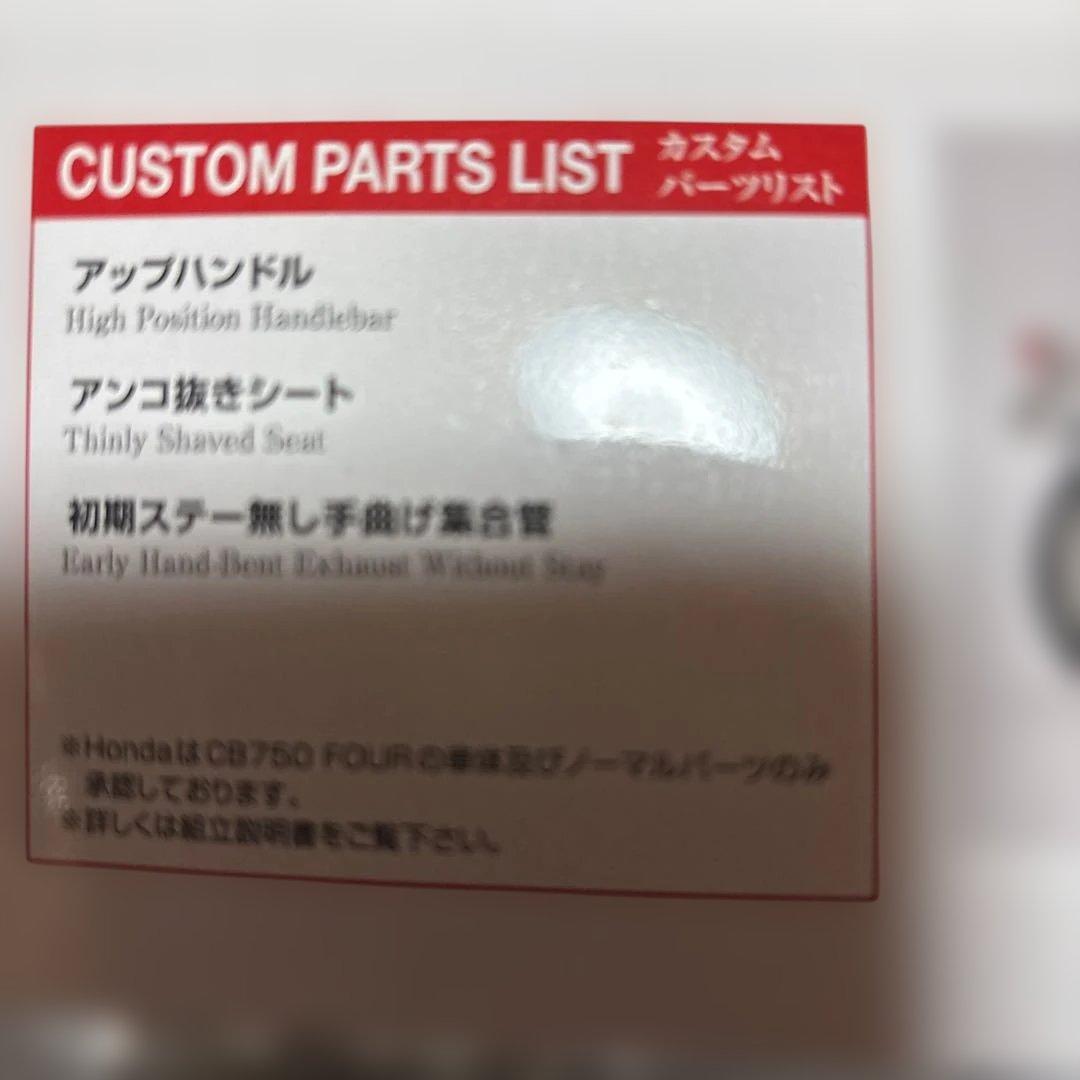 CUSTOM PARTS LIST カスタム
パーツリスト
アップハンドル
High Position Handlebar
アンコ抜きシート
Thinly Shaved Seat
初期ステー無し手曲げ集合管
Early Hand-Bent Exhaust Without Stay
※HondaはCB750 FOURの車体及びノーマルパーツのみ
承認しております。
※詳しくは組立説明書をご覧下さい。